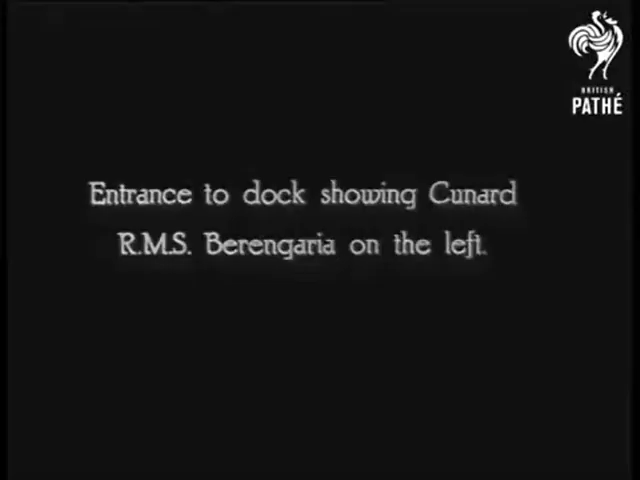 BRITISH
PATHÉ
Entrance to dock showing Cunard
R.M.S. Berengaria on the left.